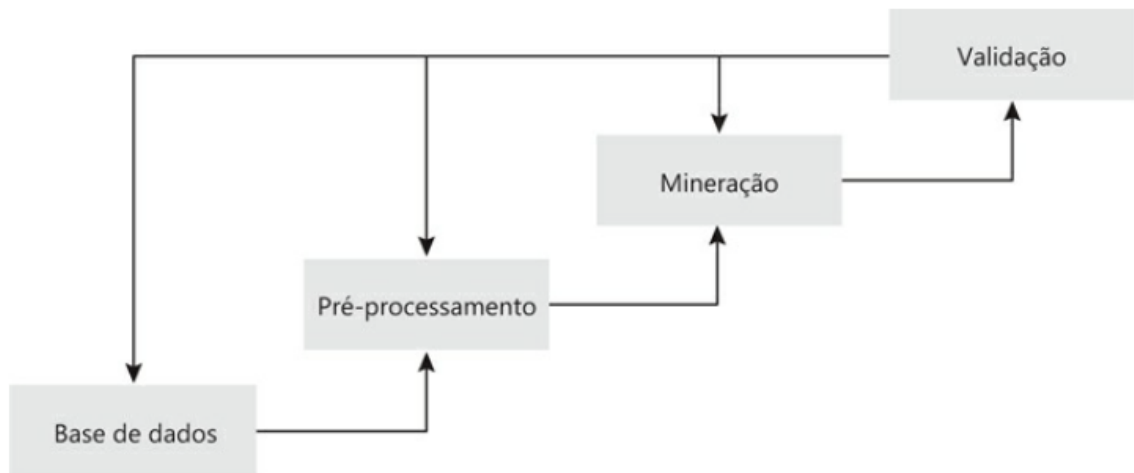 Validação
Mineração
Pré-processamento
Base de dados